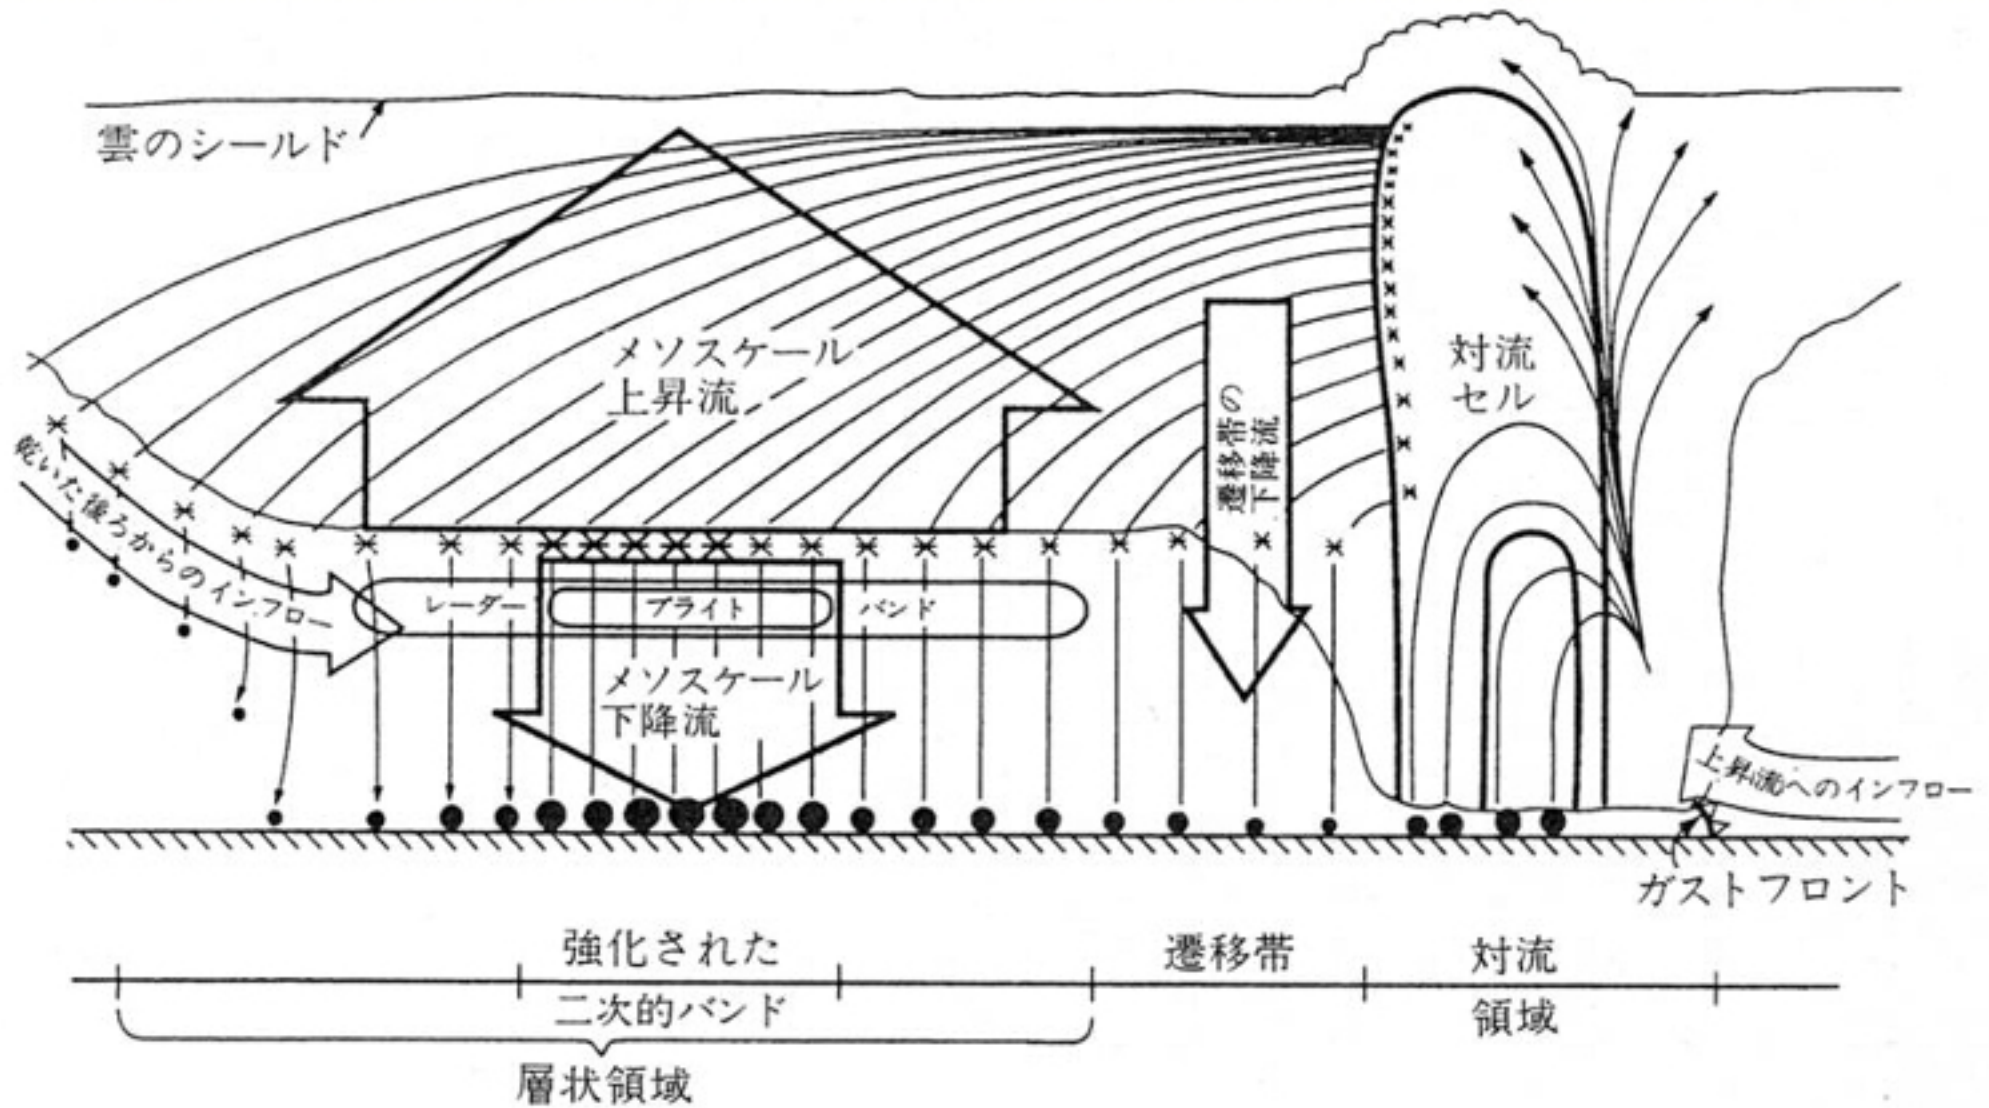 雲のシールド
メソスケール
上昇流
遷移帯の
下降流
対流
セル
乾いた後ろからのインフロー
レーダー ブライト バンド
メソスケール
下降流
上昇流へのインフロー
ガストフロント
強化された
二次的バンド
遷移帯
対流
領域
層状領域